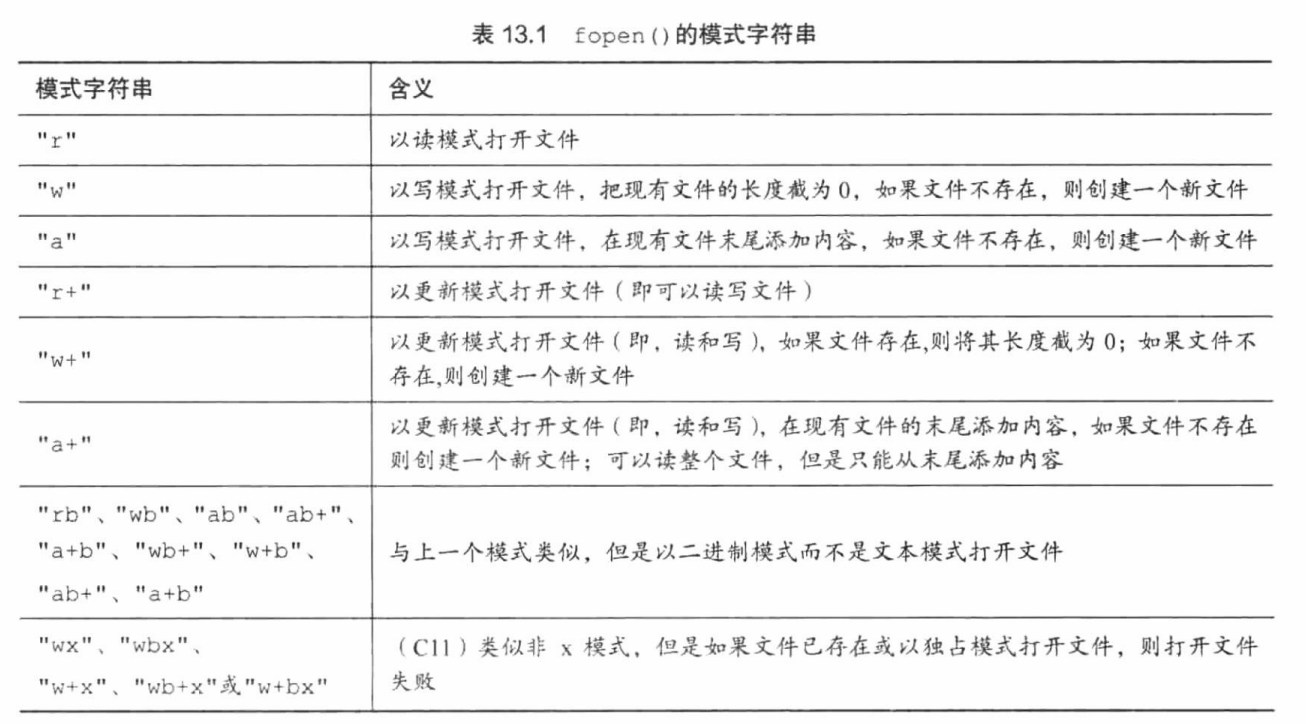 表 13.1 fopen()的模式字符串
模式字符串 含义
"r" 以读模式打开文件
"w" 以写模式打开文件，把现有文件的长度截为 0，如果文件不存在，则创建一个新文件
"a" 以写模式打开文件，在现有文件末尾添加内容，如果文件不存在，则创建一个新文件
"r+" 以更新模式打开文件（即可以读写文件）
"w+" 以更新模式打开文件（即，读和写），如果文件存在,则将其长度截为 0；如果文件不
存在,则创建一个新文件
"a+" 以更新模式打开文件（即，读和写），在现有文件的末尾添加内容，如果文件不存在
则创建一个新文件；可以读整个文件，但是只能从末尾添加内容
"rb"、"wb"、"ab"、"ab+"、
"a+b"、"wb+"、"w+b"、
"ab+"、"a+b"
与上一个模式类似，但是以二进制模式而不是文本模式打开文件
"wx"、"wbx"、
"w+x"、"wb+x"或"w+bx"
（C11）类似非 x 模式，但是如果文件已存在或以独占模式打开文件，则打开文件
失败